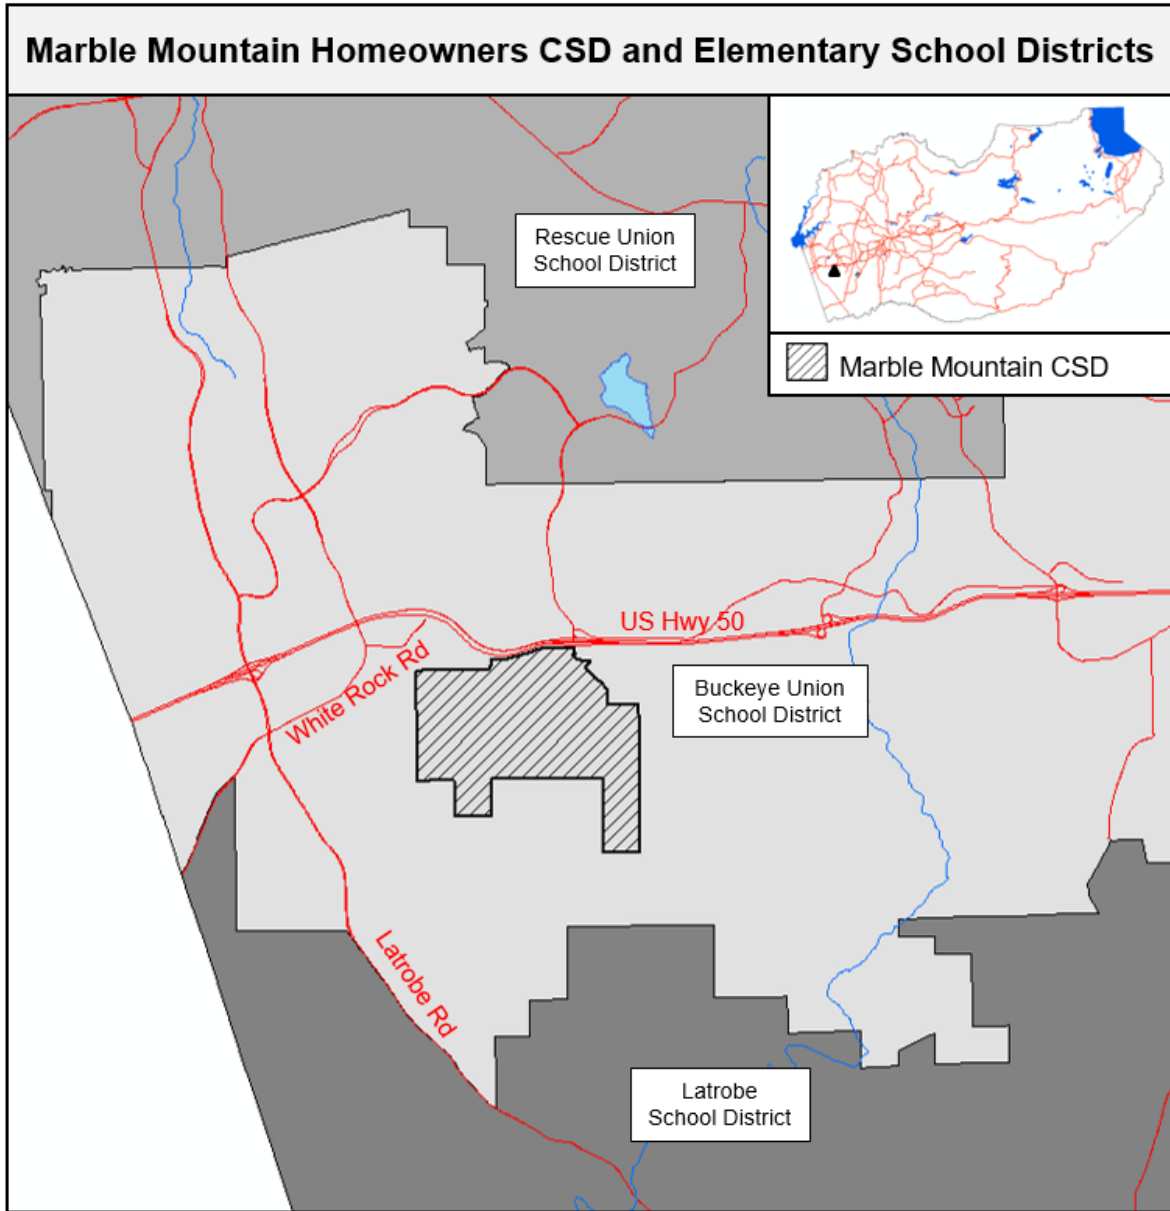 Marble Mountain Homeowners CSD and Elementary School Districts
Rescue Union
School District
Marble Mountain CSD
US Hwy 50
White Rock Rd
Buckeye Union
School District
Latrobe Rd
Latrobe
School District